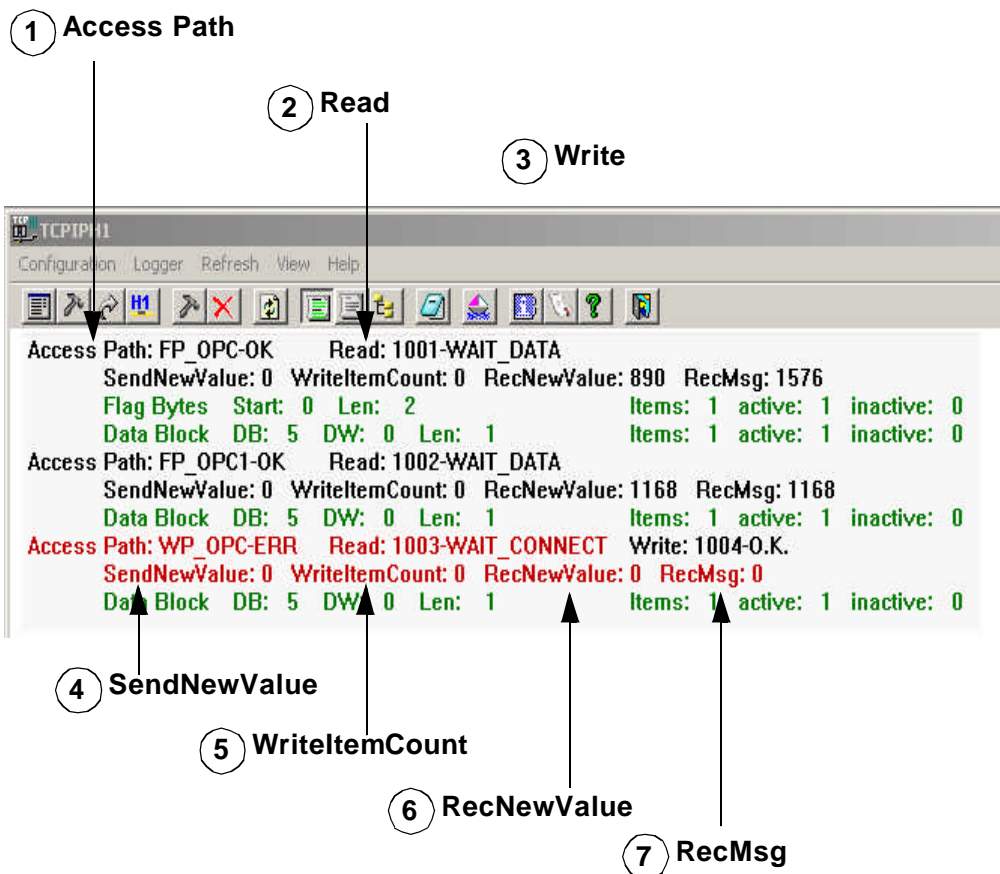 1 Access Path
2 Read
3 Write
TCP
TCPIPH1
Configuration Logger Refresh View Help
H1
Access Path: FP_OPC-OK Read: 1001-WAIT_DATA
SendNewValue: 0 WriteItemCount: 0 RecNewValue: 890 RecMsg: 1576
Flag Bytes Start: 0 Len: 2 Items: 1 active: 1 inactive: 0
Data Block DB: 5 DW: 0 Len: 1 Items: 1 active: 1 inactive: 0
Access Path: FP_OPC1-OK Read: 1002-WAIT_DATA
SendNewValue: 0 WriteItemCount: 0 RecNewValue: 1168 RecMsg: 1168
Data Block DB: 5 DW: 0 Len: 1 Items: 1 active: 1 inactive: 0
Access Path: WP_OPC-ERR Read: 1003-WAIT_CONNECT Write: 1004-O.K.
SendNewValue: 0 WriteItemCount: 0 RecNewValue: 0 RecMsg: 0
Data Block DB: 5 DW: 0 Len: 1 Items: 1 active: 1 inactive: 0
4 SendNewValue
5 WriteItemCount
6 RecNewValue
7 RecMsg